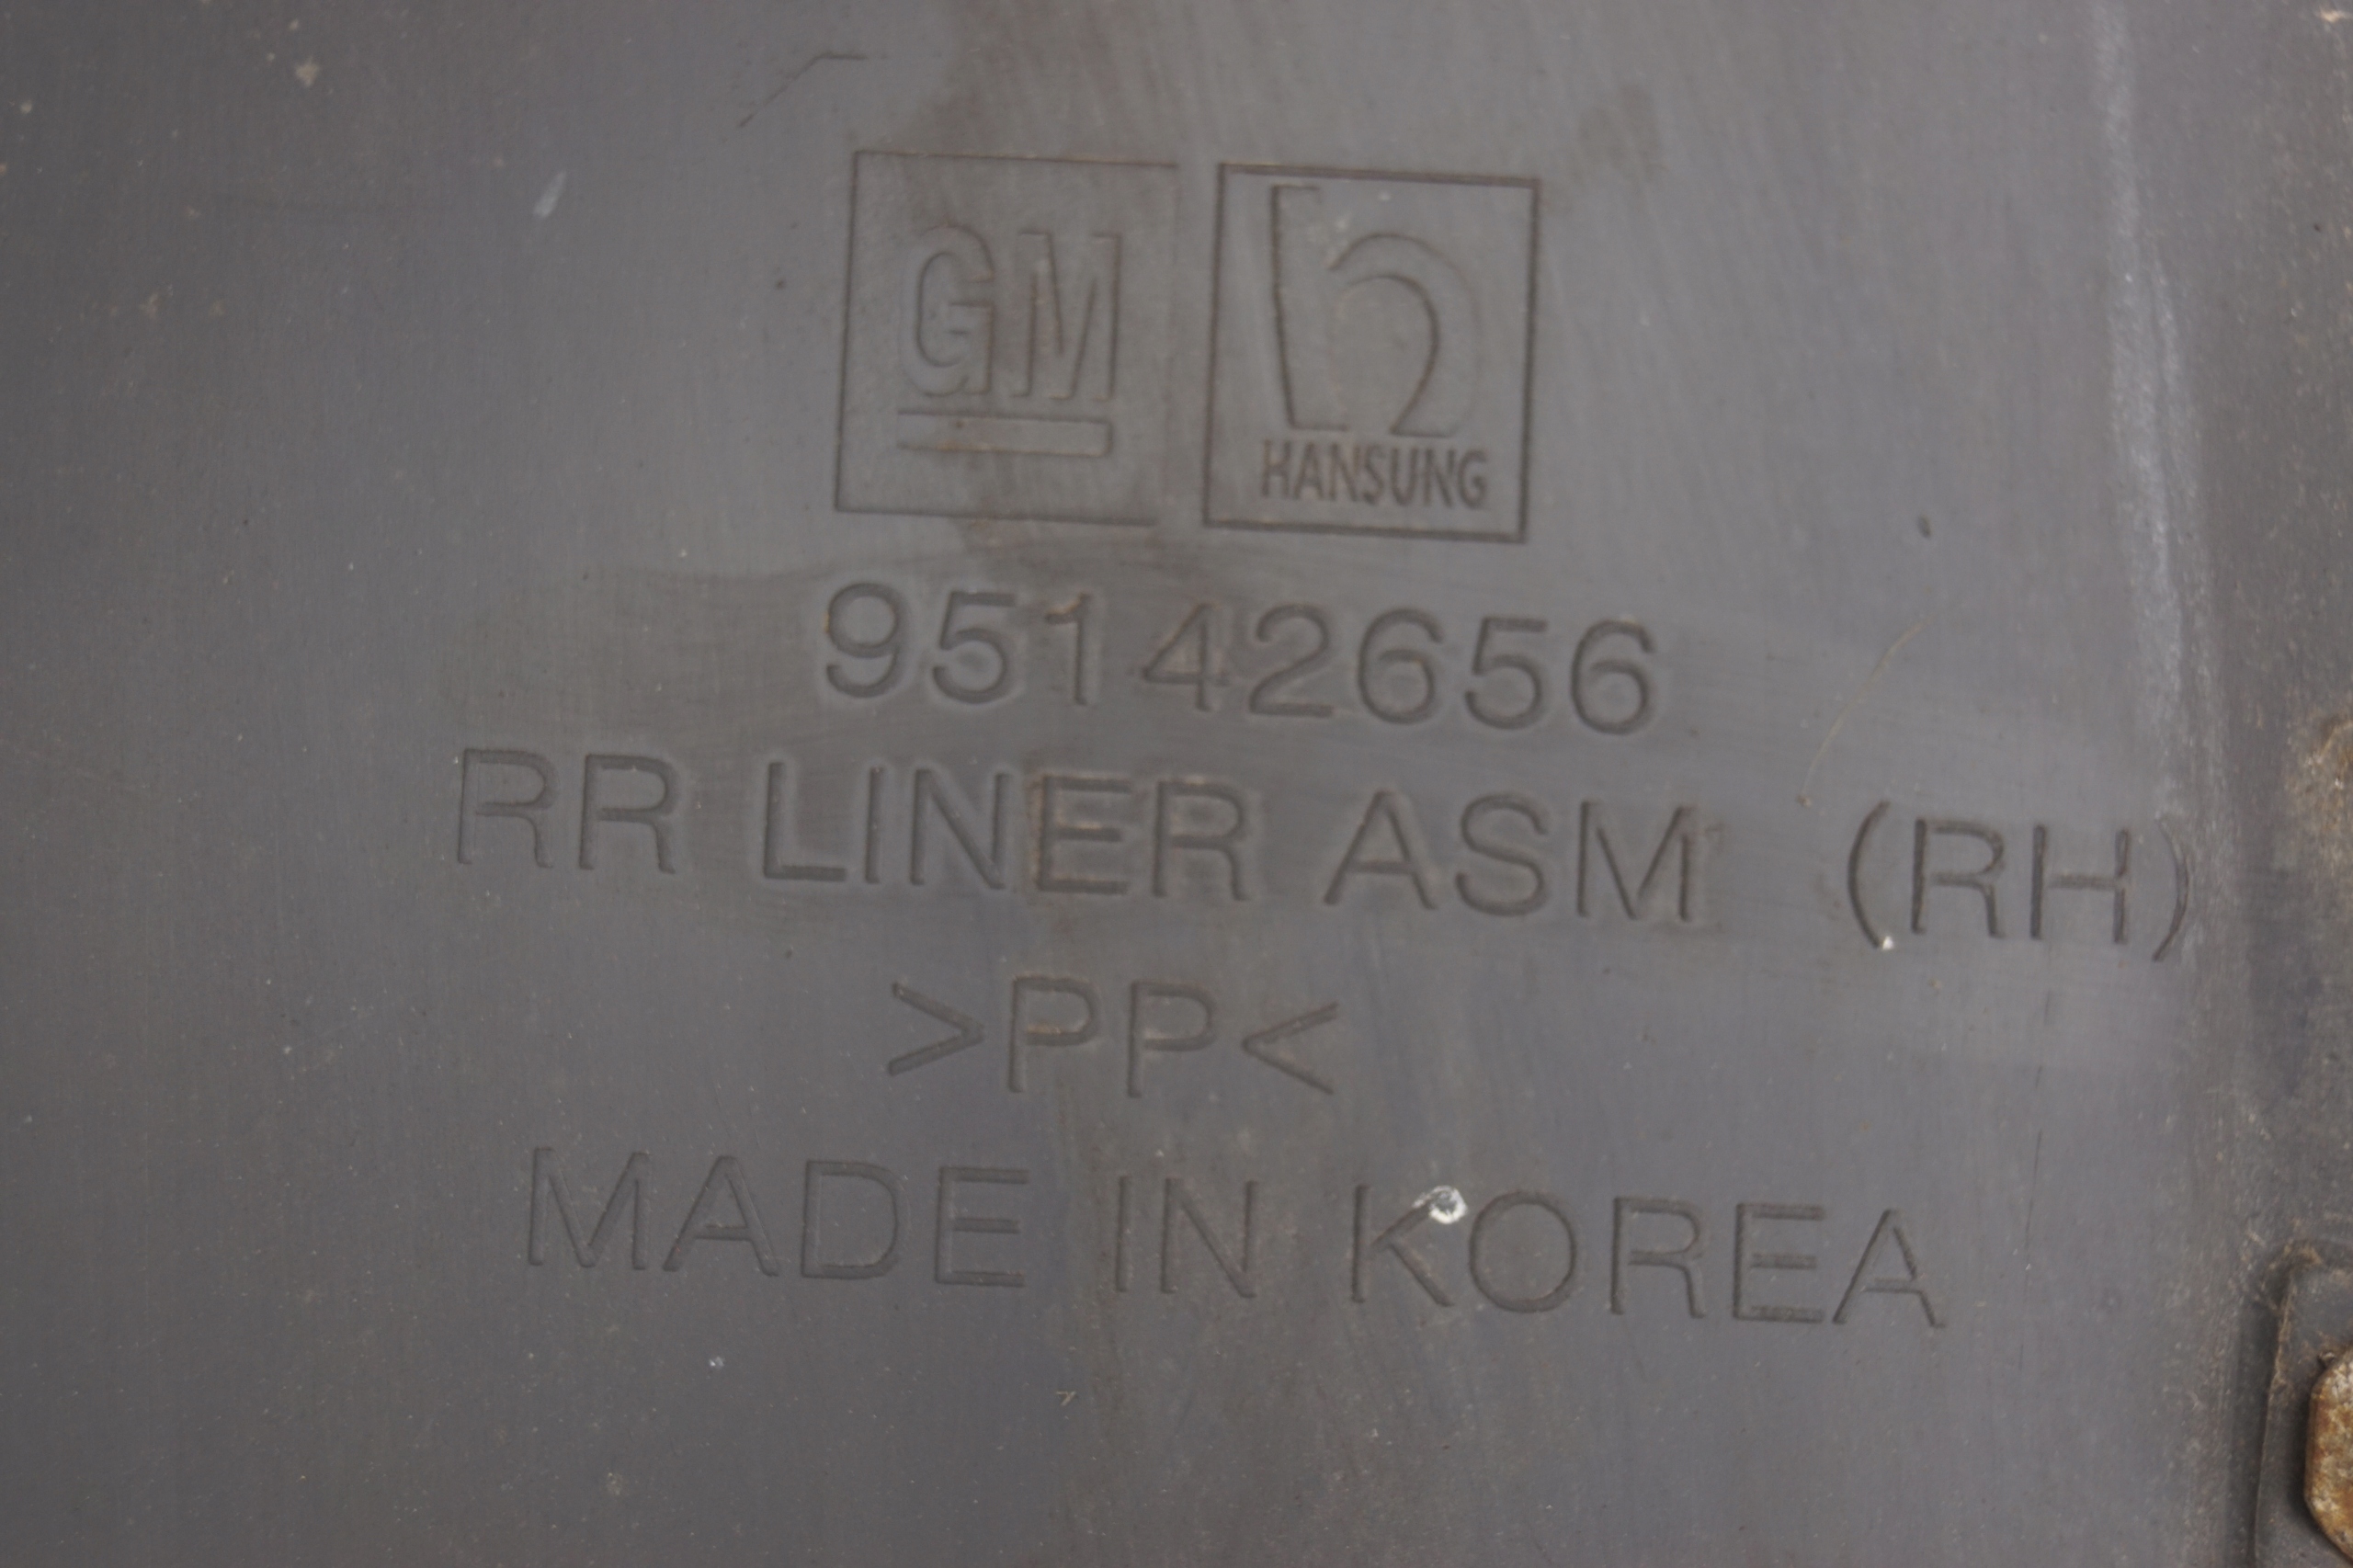 GM
HANSUNG
95142656
RR LINER ASM (RH)
>PP<
MADE IN KOREA